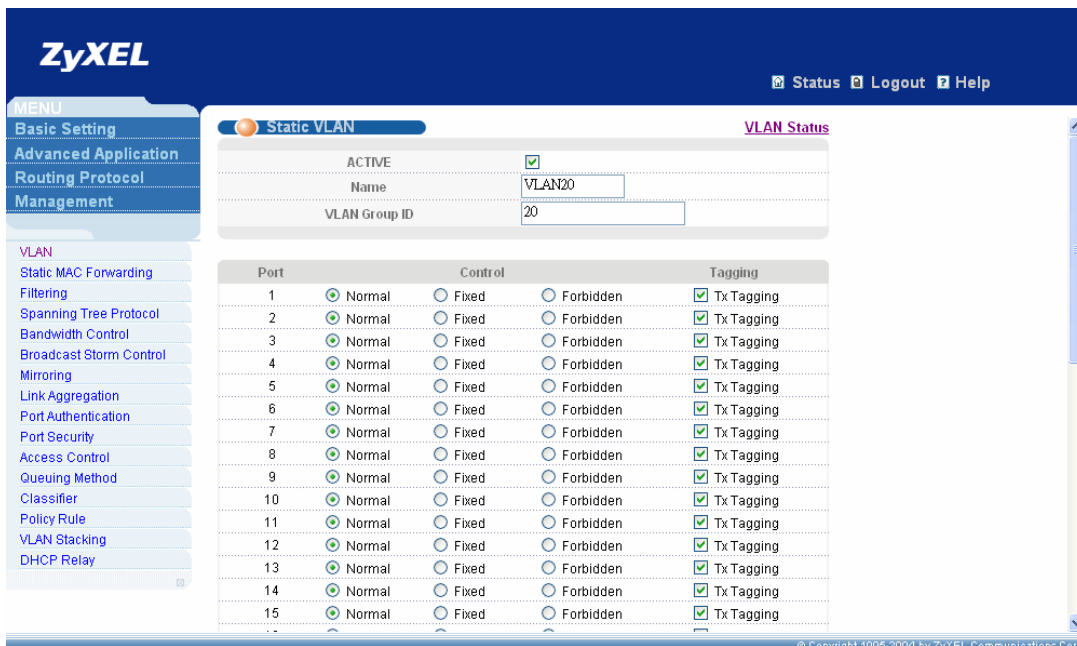 ZyXEL
Status Logout Help
MENU
Basic Setting
Advanced Application
Routing Protocol
Management
VLAN
Static MAC Forwarding
Filtering
Spanning Tree Protocol
Bandwidth Control
Broadcast Storm Control
Mirroring
Link Aggregation
Port Authentication
Port Security
Access Control
Queuing Method
Classifier
Policy Rule
VLAN Stacking
DHCP Relay
Static VLAN VLAN Status
ACTIVE
Name VLAN20
VLAN Group ID 20
Port Control Tagging
1 Normal Fixed Forbidden Tx Tagging
2 Normal Fixed Forbidden Tx Tagging
3 Normal Fixed Forbidden Tx Tagging
4 Normal Fixed Forbidden Tx Tagging
5 Normal Fixed Forbidden Tx Tagging
6 Normal Fixed Forbidden Tx Tagging
7 Normal Fixed Forbidden Tx Tagging
8 Normal Fixed Forbidden Tx Tagging
9 Normal Fixed Forbidden Tx Tagging
10 Normal Fixed Forbidden Tx Tagging
11 Normal Fixed Forbidden Tx Tagging
12 Normal Fixed Forbidden Tx Tagging
13 Normal Fixed Forbidden Tx Tagging
14 Normal Fixed Forbidden Tx Tagging
15 Normal Fixed Forbidden Tx Tagging
© Copyright 1995-2004 by ZyXEL Communications